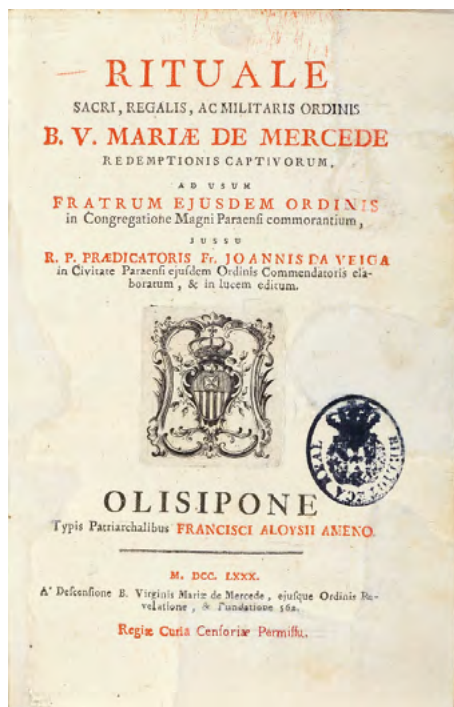 RITUALE
SACRI, REGALIS, AC MILITARIS ORDINIS
B. V. MARIÆ DE MERCEDE
REDEMPTIONIS CAPTIVORUM,
AD USUM
FRATRUM EJUSDEM ORDINIS
in Congregatione Magni Paraensi commorantium,
JUSSU
R. P. PRÆDICATORIS Fr. JOANNIS DA VEIGA
in Civitate Paraensi ejusdem Ordinis Commendatoris ela-
boratum, & in lucem editum.
BIBLIOTECA REAL
OLISIPONE
Typis Patriarchalibus FRANCISCI ALOYSII AMENO.
M. DCC. LXXX.
A' Descensione B. Virginis Mariæ de Mercede, ejusque Ordinis Re-
velatione, & Fundatione 562.
Regiæ Curiæ Censoriæ Permissu.